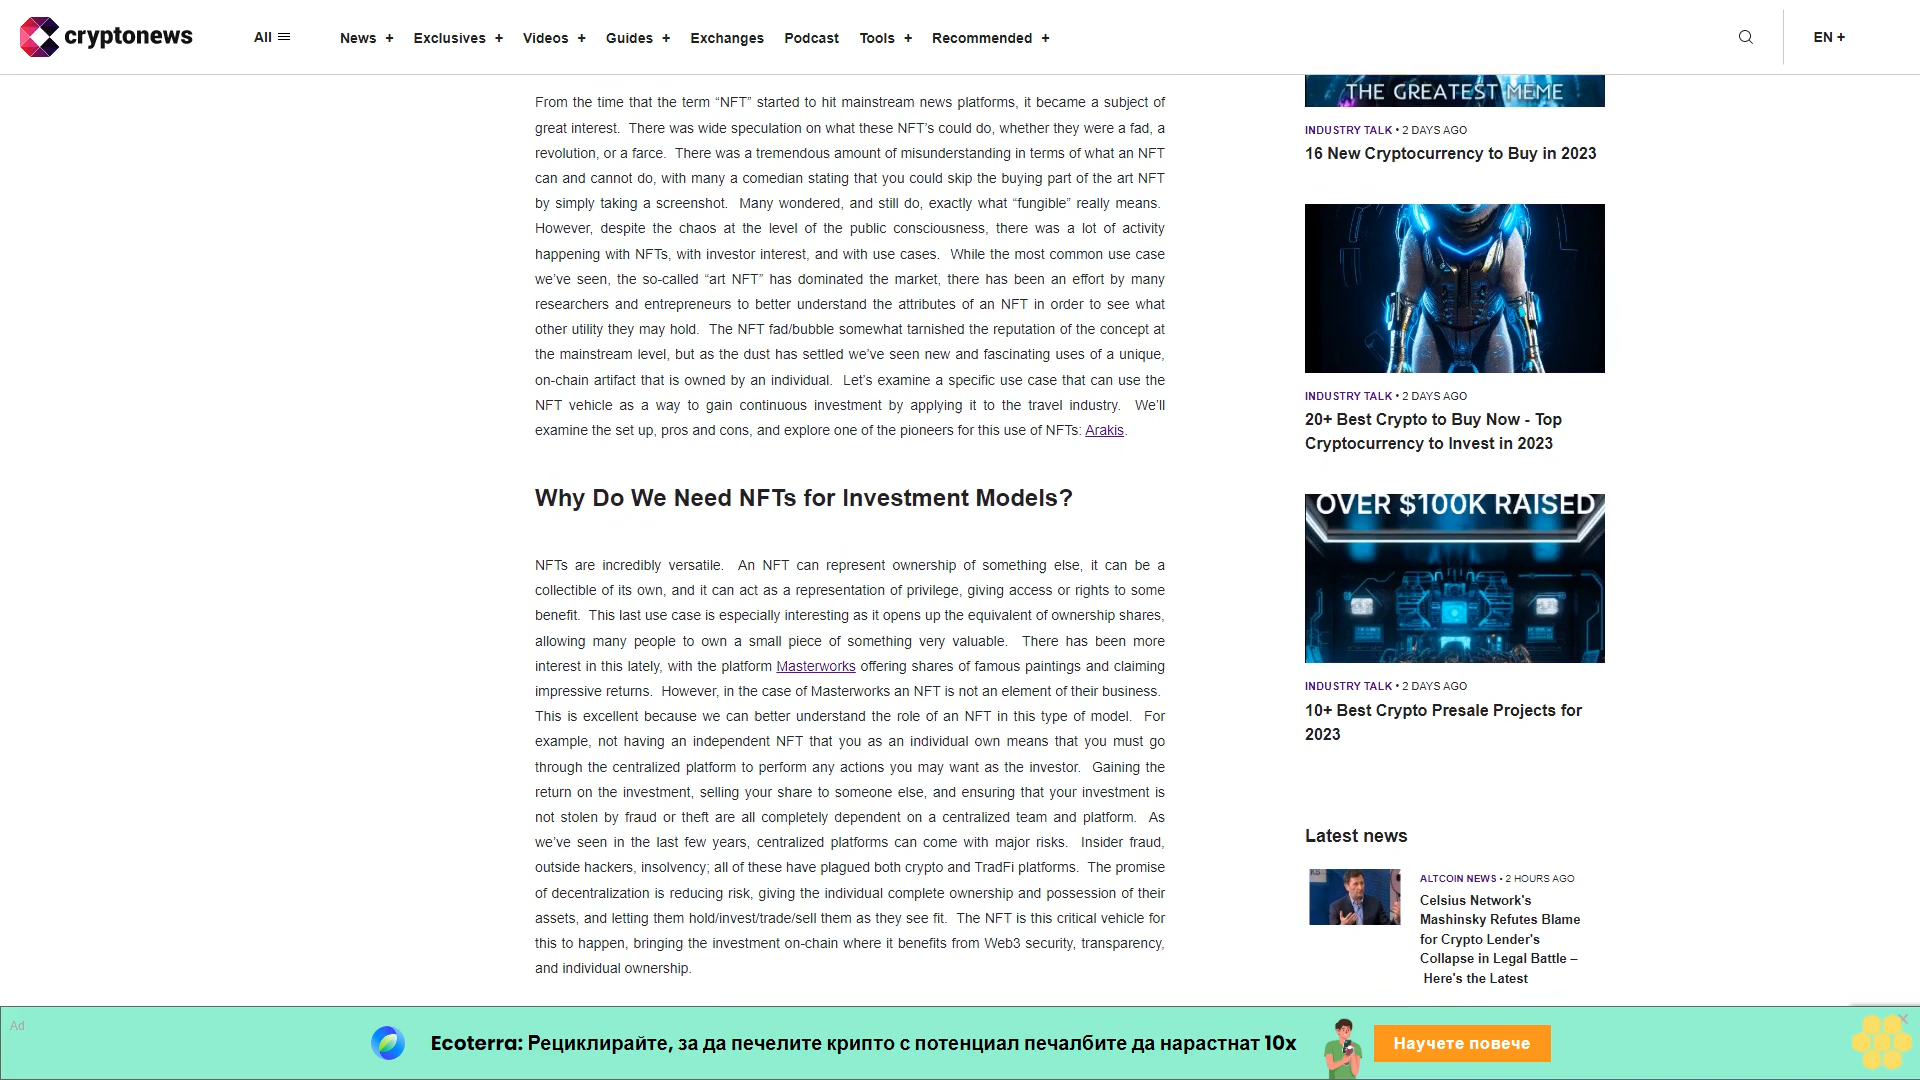 cryptonews
All
News +
Exclusives +
Videos +
Guides +
Exchanges
Podcast
Tools +
Recommended +
EN +
From the time that the term “NFT” started to hit mainstream news platforms, it became a subject of
great interest.  There was wide speculation on what these NFT’s could do, whether they were a fad, a
revolution, or a farce.  There was a tremendous amount of misunderstanding in terms of what an NFT
can and cannot do, with many a comedian stating that you could skip the buying part of the art NFT
by simply taking a screenshot.  Many wondered, and still do, exactly what “fungible” really means.
However, despite the chaos at the level of the public consciousness, there was a lot of activity
happening with NFTs, with investor interest, and with use cases.  While the most common use case
we’ve seen, the so-called “art NFT” has dominated the market, there has been an effort by many
researchers and entrepreneurs to better understand the attributes of an NFT in order to see what
other utility they may hold.  The NFT fad/bubble somewhat tarnished the reputation of the concept at
the mainstream level, but as the dust has settled we’ve seen new and fascinating uses of a unique,
on-chain artifact that is owned by an individual.  Let’s examine a specific use case that can use the
NFT vehicle as a way to gain continuous investment by applying it to the travel industry.  We’ll
examine the set up, pros and cons, and explore one of the pioneers for this use of NFTs: Arakis.
Why Do We Need NFTs for Investment Models?
NFTs are incredibly versatile.  An NFT can represent ownership of something else, it can be a
collectible of its own, and it can act as a representation of privilege, giving access or rights to some
benefit.  This last use case is especially interesting as it opens up the equivalent of ownership shares,
allowing many people to own a small piece of something very valuable.  There has been more
interest in this lately, with the platform Masterworks offering shares of famous paintings and claiming
impressive returns.  However, in the case of Masterworks an NFT is not an element of their business.
This is excellent because we can better understand the role of an NFT in this type of model.  For
example, not having an independent NFT that you as an individual own means that you must go
through the centralized platform to perform any actions you may want as the investor.  Gaining the
return on the investment, selling your share to someone else, and ensuring that your investment is
not stolen by fraud or theft are all completely dependent on a centralized team and platform.  As
we’ve seen in the last few years, centralized platforms can come with major risks.  Insider fraud,
outside hackers, insolvency; all of these have plagued both crypto and TradFi platforms.  The promise
of decentralization is reducing risk, giving the individual complete ownership and possession of their
assets, and letting them hold/invest/trade/sell them as they see fit.  The NFT is this critical vehicle for
this to happen, bringing the investment on-chain where it benefits from Web3 security, transparency,
and individual ownership.
THE GREATEST MEME
INDUSTRY TALK • 2 DAYS AGO
16 New Cryptocurrency to Buy in 2023
INDUSTRY TALK • 2 DAYS AGO
20+ Best Crypto to Buy Now - Top
Cryptocurrency to Invest in 2023
OVER $100K RAISED
INDUSTRY TALK • 2 DAYS AGO
10+ Best Crypto Presale Projects for
2023
Latest news
ALTCOIN NEWS • 2 HOURS AGO
Celsius Network's
Mashinsky Refutes Blame
for Crypto Lender's
Collapse in Legal Battle –
Here's the Latest
Ad
Ecoterra: Рециклирайте, за да печелите крипто с потенциал печалбите да нарастнат 10x
Научете повече